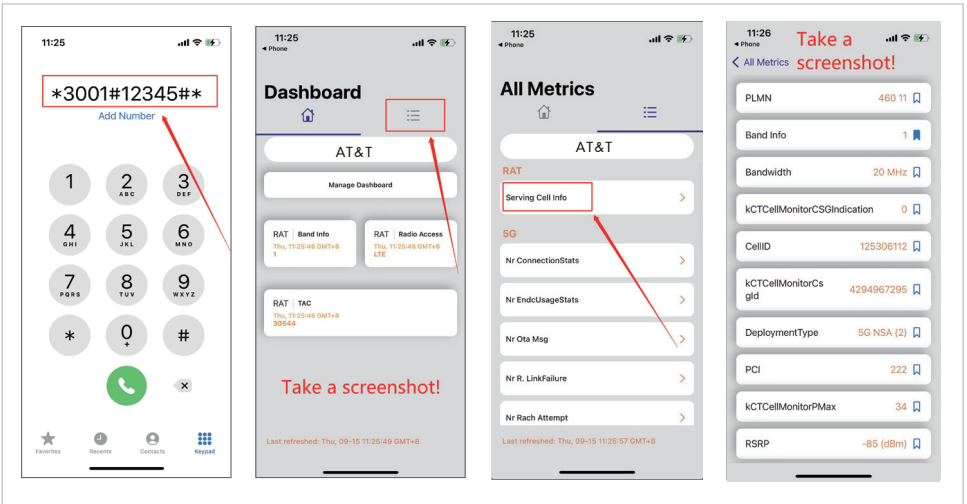 11:25
*3001#12345#*
Add Number
1
2
ABC
3
DEF
4
GHI
5
JKL
6
MNO
7
PQRS
8
TUV
9
WXYZ
*
0
+
#
Favorites
Recents
Contacts
Keypad
11:25
◀ Phone
Dashboard
AT&T
Manage Dashboard
RAT | Band Info
Thu, 11:25:46 GMT+8
1
RAT | Radio Access
Thu, 11:25:48 GMT+8
LTE
RAT | TAC
Thu, 11:25:46 GMT+8
30544
Take a screenshot!
Last refreshed: Thu, 09-15 11:25:49 GMT+8
11:25
◀ Phone
All Metrics
AT&T
RAT
Serving Cell Info
5G
Nr ConnectionStats
Nr EndcUsageStats
Nr Ota Msg
Nr R. LinkFailure
Nr Rach Attempt
Last refreshed: Thu, 09-15 11:25:57 GMT+8
11:26
◀ Phone
All Metrics
Take a
screenshot!
PLMN 460 11
Band Info 1
Bandwidth 20 MHz
kCTCellMonitorCSGIndication 0
CellID 125306112
kCTCellMonitorCs
gId 4294967295
DeploymentType 5G NSA (2)
PCI 222
kCTCellMonitorPMax 34
RSRP -85 (dBm)